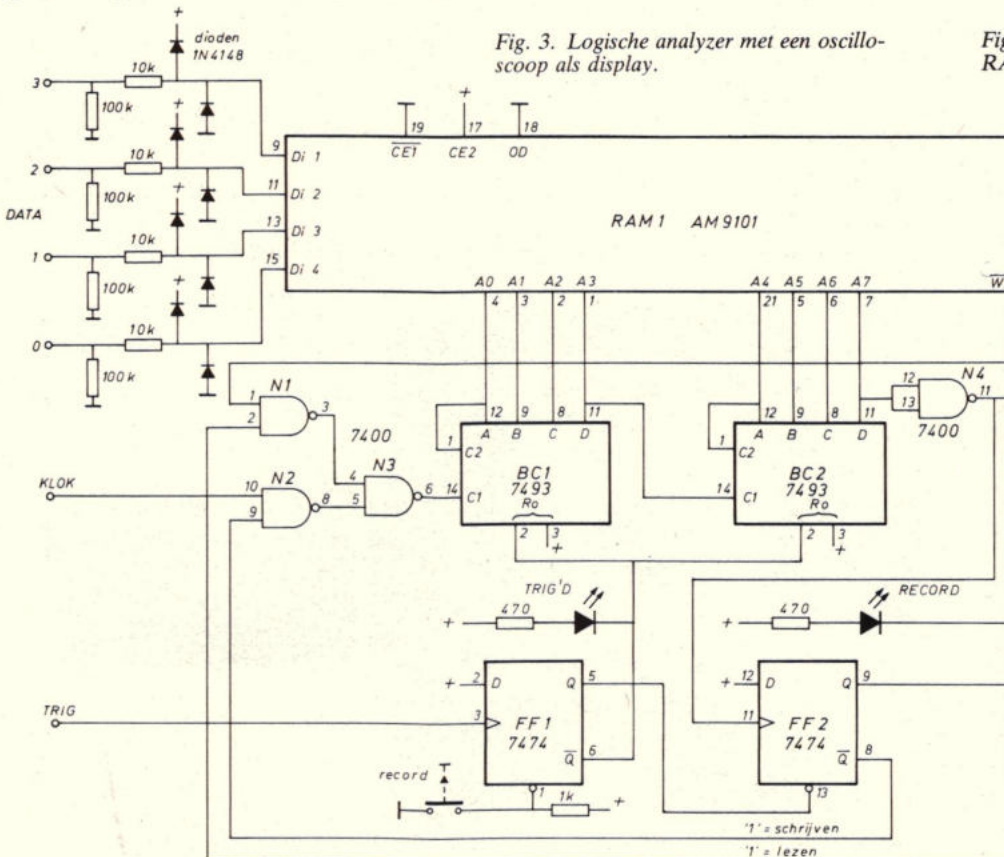 Fig. 3. Logische analyzer met een oscillo-
scoop als display.
Fig
RA
+
dioden
1N4148
3
10k
100k
+
19
17
18
CE1
CE2
OD
9
Di 1
2
10k
100k
+
11
Di 2
DATA
13
Di 3
RAM1 AM9101
1
10k
100k
+
15
Di 4
A0 A1 A2 A3
4 3 2 1
A4 A5 A6 A7
21 5 6 7
W
0
10k
100k
N1
1
2
3
7400
12 9 8 11
A B C D
1
C2
BC1
7493
14
C1
Ro
2 3
+
12 9 8 11
A B C D
1
C2
BC2
7493
14
C1
Ro
2 3
+
12
13
N4
11
7400
KLOK
N2
10
9
8
N3
4
5
6
TRIG'D
+ 470
RECORD
+ 470
+ 2 D
Q 5
TRIG
3
FF1
7474
Q 6
1
+ 12 D
Q 9
11
FF2
7474
Q 8
13
record
1k
+
'1' = schrijven
'1' = lezen